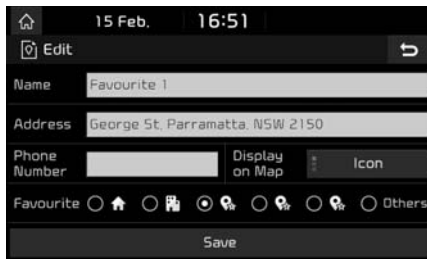 15 Feb. 16:51
Edit
Name Favourite 1
Address George St, Parramatta, NSW 2150
Phone Number Display on Map Icon
Favourite Others
Save